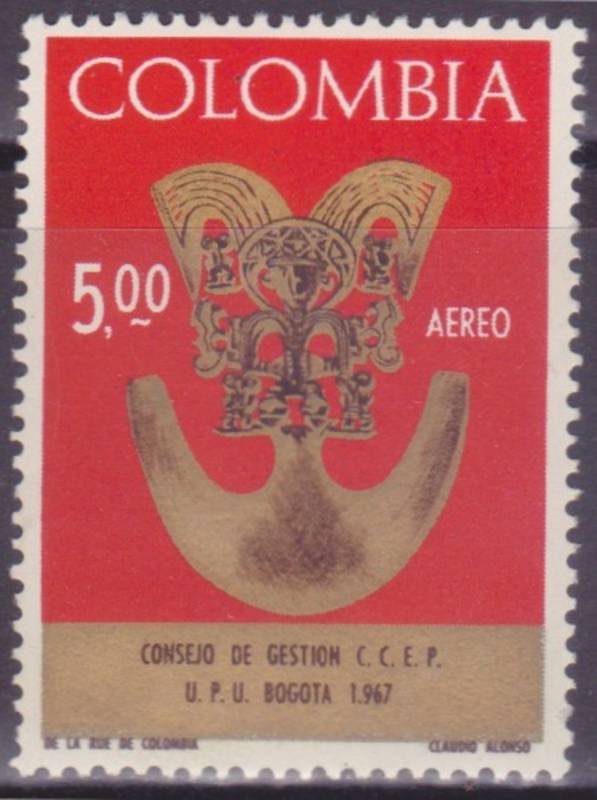 COLOMBIA
5,00
AEREO
CONSEJO DE GESTION C. C. E. P.
U. P. U. BOGOTA 1.967
DE LA RUE DE COLOMBIA
CLAUDIO ALONSO